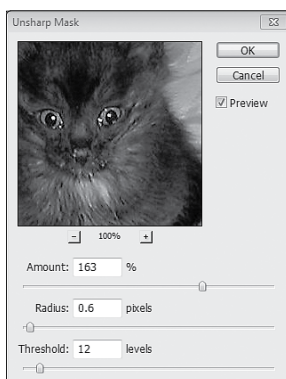 Unsharp Mask
OK
Cancel
Preview
100%
Amount: 163 %
Radius: 0.6 pixels
Threshold: 12 levels